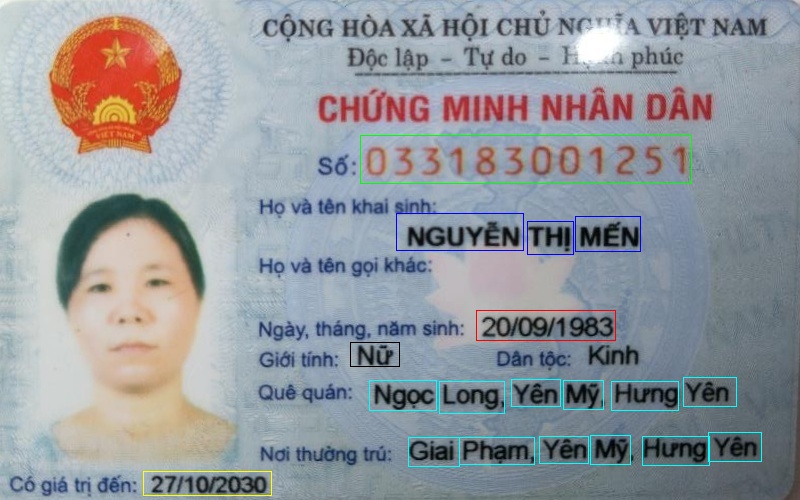 CỘNG HÒA XÃ HỘI CHỦ NGHĨA VIỆT NAM
Độc lập - Tự do - Hạnh phúc
CHỨNG MINH NHÂN DÂN
Số: 033183001251
Họ và tên khai sinh:
NGUYỄN THỊ MẾN
Họ và tên gọi khác:
Ngày, tháng, năm sinh: 20/09/1983
Giới tính: Nữ Dân tộc: Kinh
Quê quán: Ngọc Long, Yên Mỹ, Hưng Yên
Nơi thường trú: Giai Phạm, Yên Mỹ, Hưng Yên
Có giá trị đến: 27/10/2030
VIỆT NAM